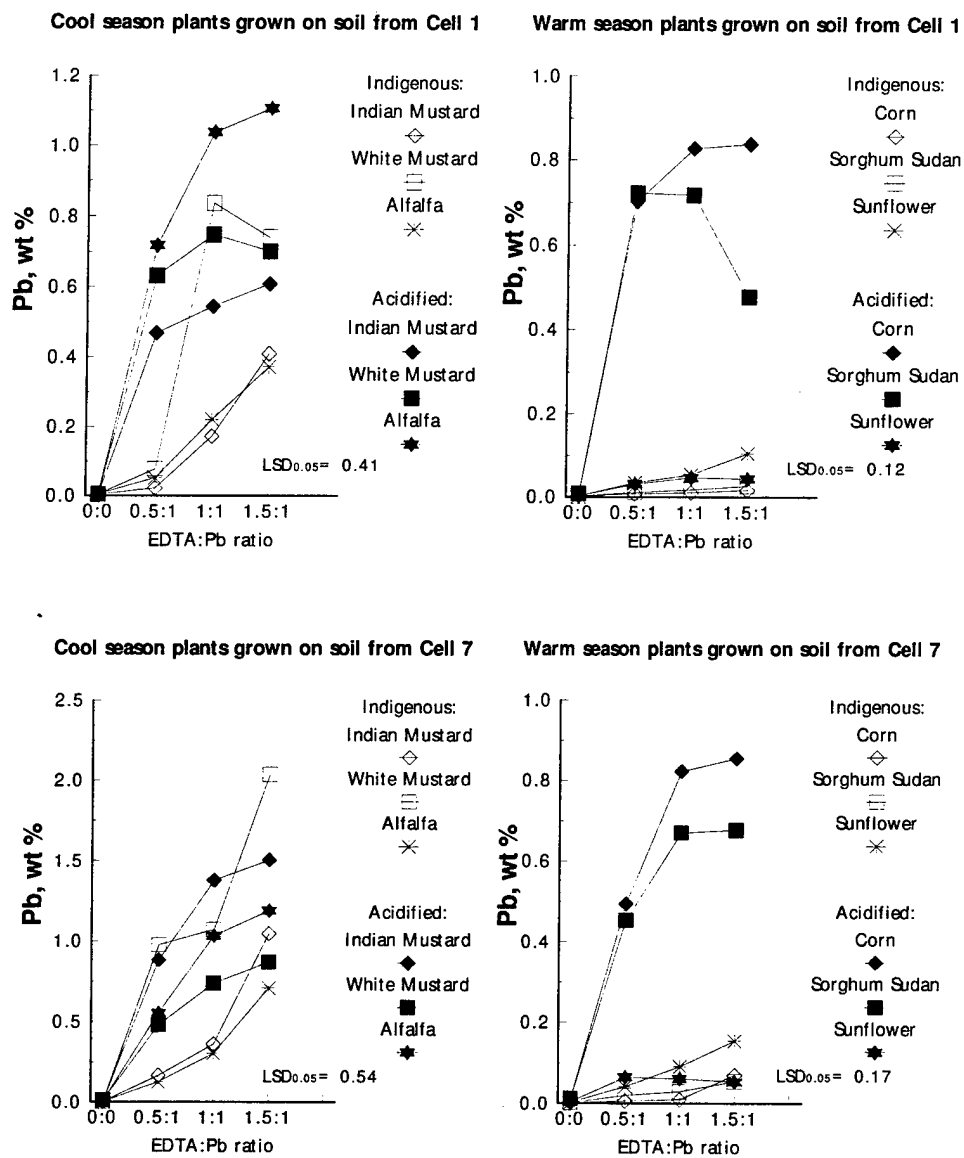 Cool season plants grown on soil from Cell 1
Pb, wt %
1.2
1.0
0.8
0.6
0.4
0.2
0.0
0:0 0.5:1 1:1 1.5:1
EDTA:Pb ratio
Indigenous:
Indian Mustard
White Mustard
Alfalfa
Acidified:
Indian Mustard
White Mustard
Alfalfa
LSD0.05= 0.41
Warm season plants grown on soil from Cell 1
Pb, wt %
1.0
0.8
0.6
0.4
0.2
0.0
0:0 0.5:1 1:1 1.5:1
EDTA:Pb ratio
Indigenous:
Corn
Sorghum Sudan
Sunflower
Acidified:
Corn
Sorghum Sudan
Sunflower
LSD0.05= 0.12
Cool season plants grown on soil from Cell 7
Pb, wt %
2.5
2.0
1.5
1.0
0.5
0.0
0:0 0.5:1 1:1 1.5:1
EDTA:Pb ratio
Indigenous:
Indian Mustard
White Mustard
Alfalfa
Acidified:
Indian Mustard
White Mustard
Alfalfa
LSD0.05= 0.54
Warm season plants grown on soil from Cell 7
Pb, wt %
1.0
0.8
0.6
0.4
0.2
0.0
0:0 0.5:1 1:1 1.5:1
EDTA:Pb ratio
Indigenous:
Corn
Sorghum Sudan
Sunflower
Acidified:
Corn
Sorghum Sudan
Sunflower
LSD0.05= 0.17